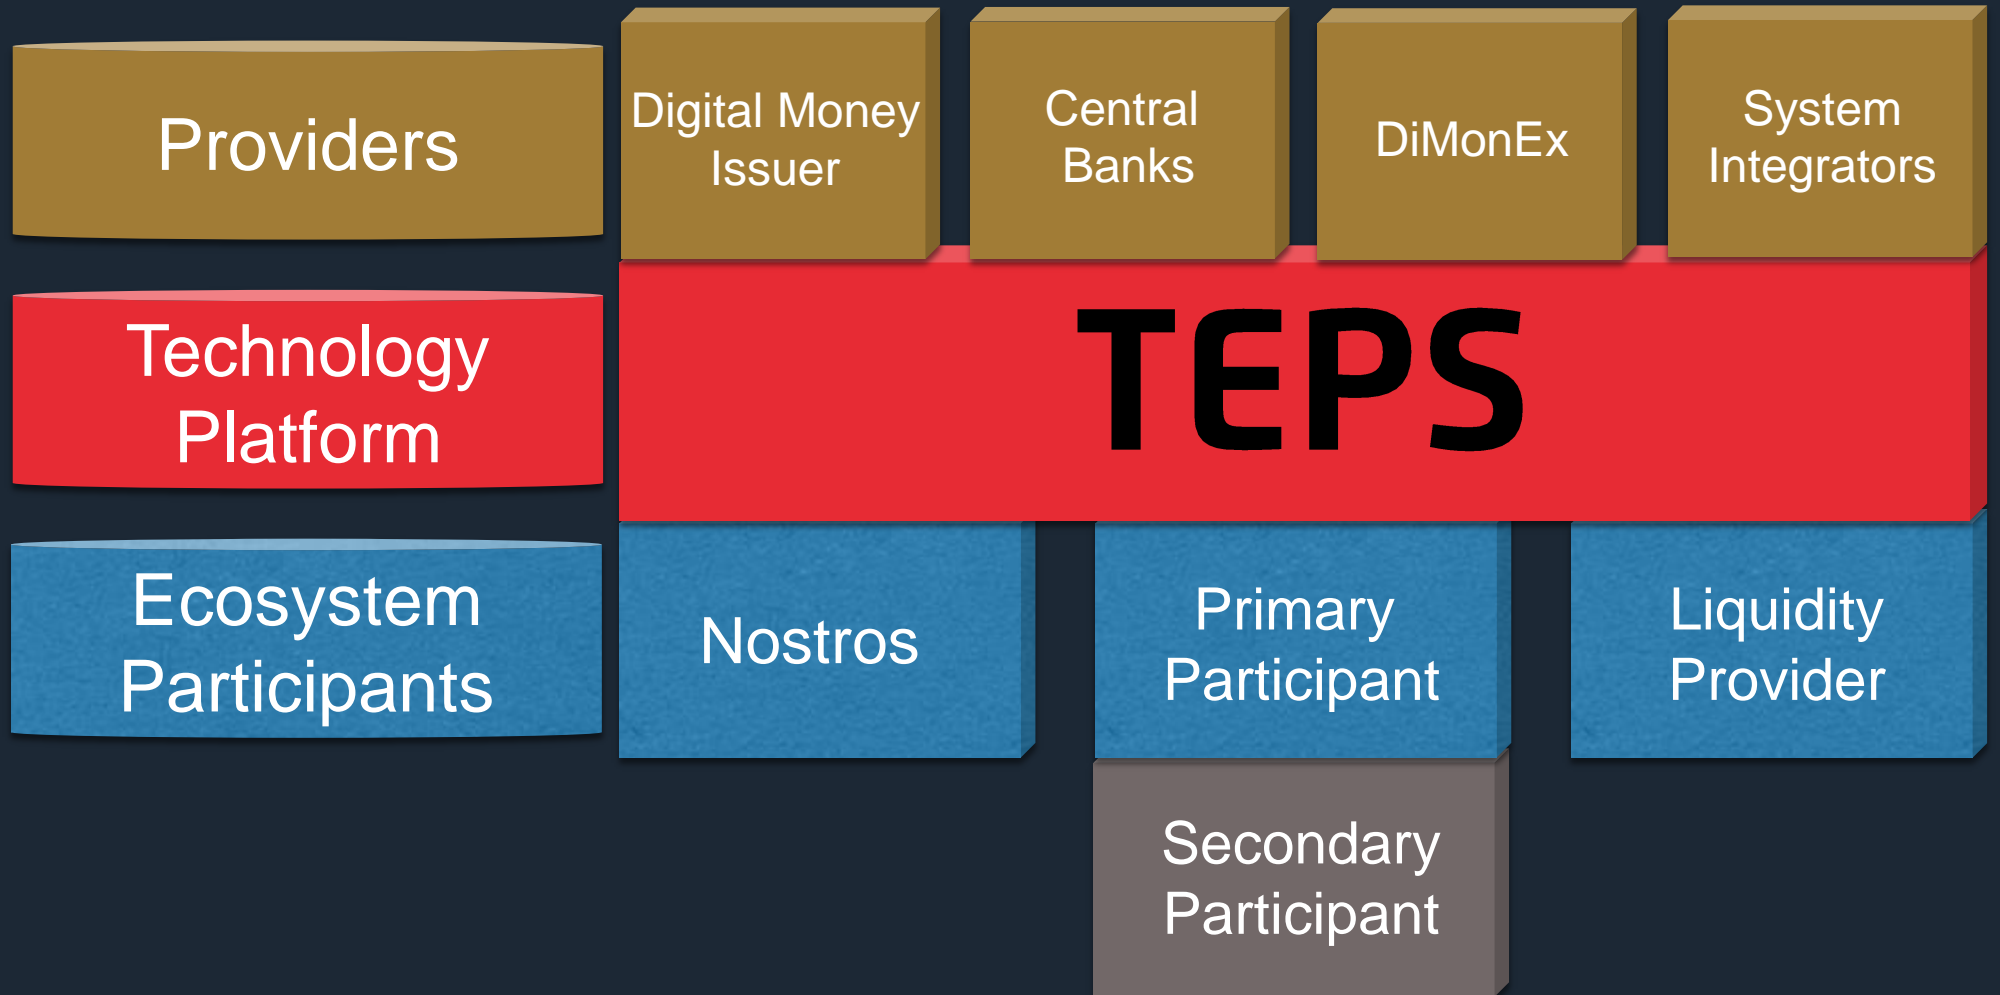 Providers
Digital Money
Issuer
Central
Banks
DiMonEx
System
Integrators
Technology
Platform
TEPS
Ecosystem
Participants
Nostros
Primary
Participant
Liquidity
Provider
Secondary
Participant